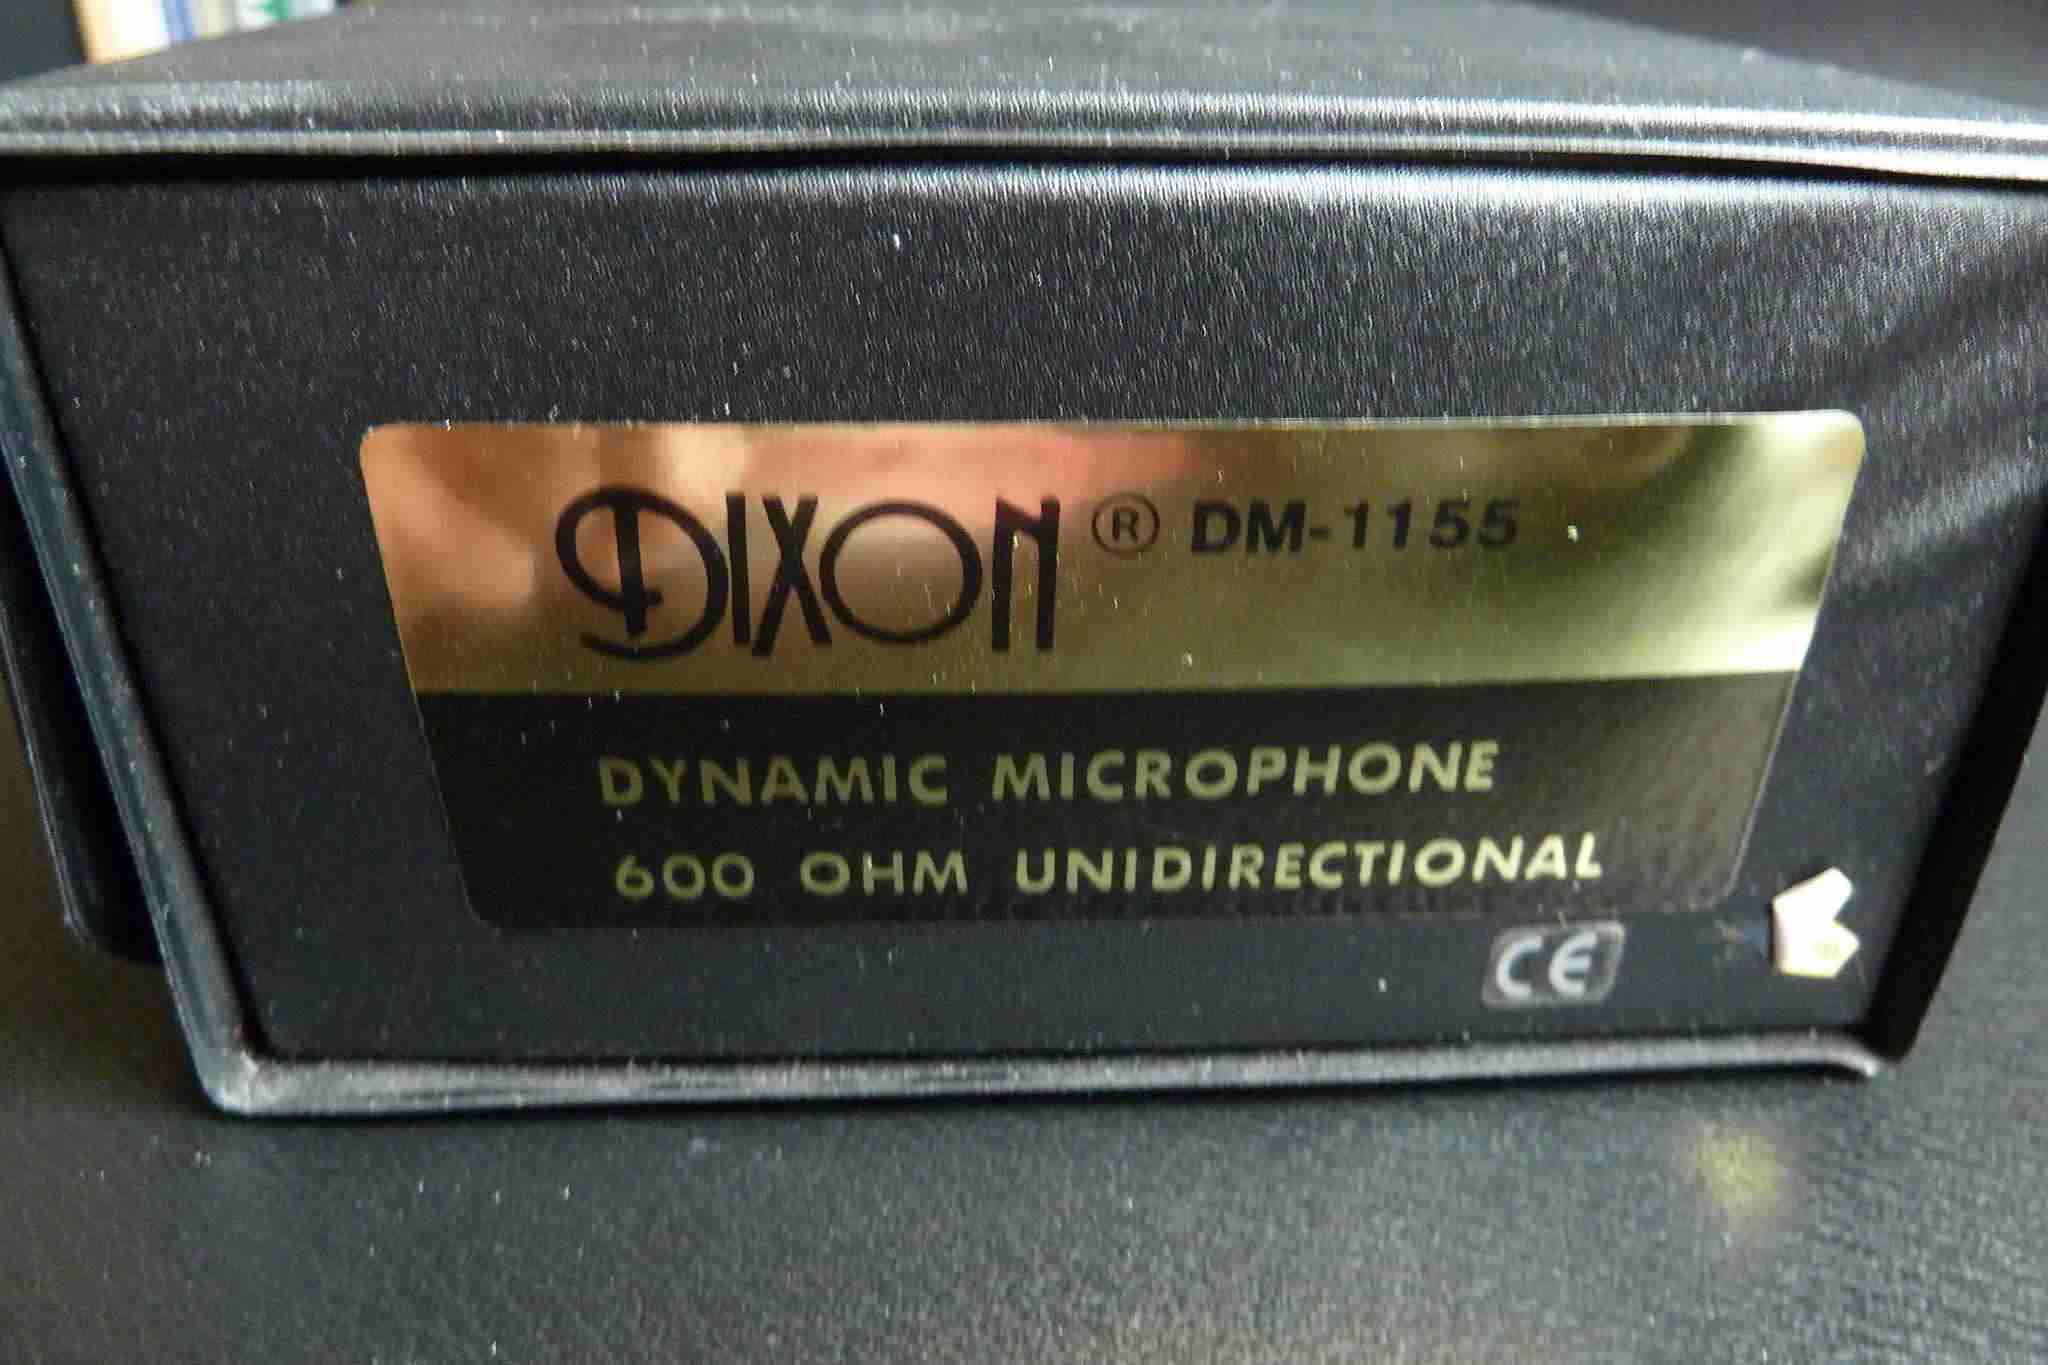 DIXON ® DM-1155
DYNAMIC MICROPHONE
600 OHM UNIDIRECTIONAL
CE